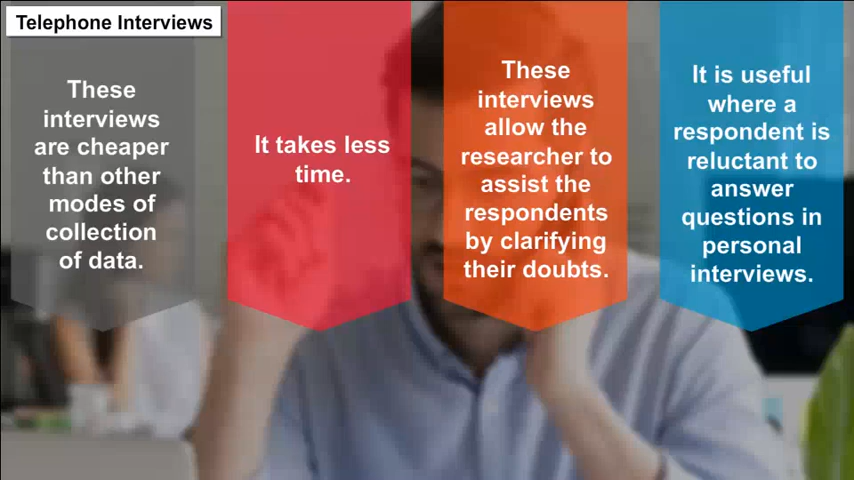 Telephone Interviews
These
interviews
are cheaper
than other
modes of
collection
of data.
It takes less
time.
These
interviews
allow the
researcher to
assist the
respondents
by clarifying
their doubts.
It is useful
where a
respondent is
reluctant to
answer
questions in
personal
interviews.